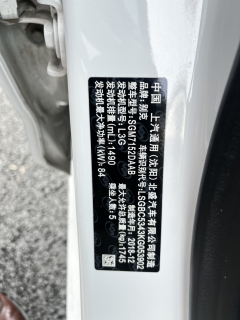 中国 上汽通用（沈阳）北盛汽车有限公司制造
品牌：别克 车辆识别代号：LSGBC5343KG053902
整车型号：SGM7152DAAB 制造年月：2018-12
发动机型号：L3G 最大允许总质量(kg)：1745
发动机排量(mL)：1490 乘坐人数：5
发动机最大净功率(kW)：84